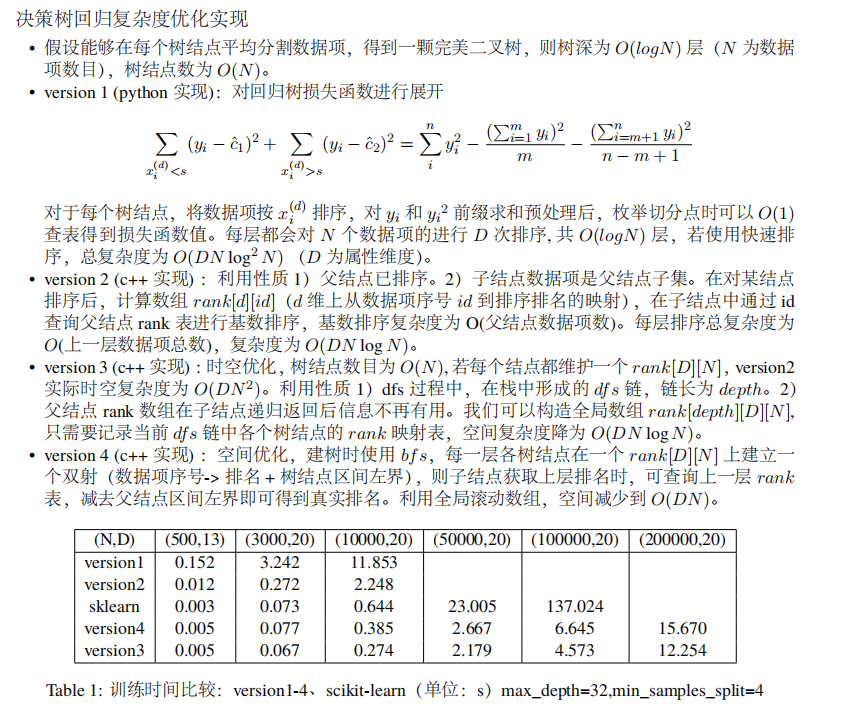 决策树回归复杂度优化实现
• 假设能够在每个树结点平均分割数据项，得到一颗完美二叉树，则树深为 O(logN) 层（N 为数据
项数目），树结点数为 O(N)。
• version 1 (python 实现)：对回归树损失函数进行展开
∑_{x_i^{(d)}<s} (y_i − ĉ_1)² + ∑_{x_i^{(d)}>s} (y_i − ĉ_2)² = ∑_i^n y_i² − (∑_{i=1}^m y_i)² / m − (∑_{i=m+1}^n y_i)² / (n − m + 1)
对于每个树结点，将数据项按 x_i^{(d)} 排序，对 y_i 和 y_i² 前缀求和预处理后，枚举切分点时可以 O(1)
查表得到损失函数值。每层都会对 N 个数据项的进行 D 次排序, 共 O(logN) 层，若使用快速排
序，总复杂度为 O(DN log² N) （D 为属性维度）。
• version 2 (c++ 实现) ：利用性质 1）父结点已排序。2）子结点数据项是父结点子集。在对某结点
排序后，计算数组 rank[d][id]（d 维上从数据项序号 id 到排序排名的映射），在子结点中通过 id
查询父结点 rank 表进行基数排序，基数排序复杂度为 O(父结点数据项数)。每层排序总复杂度为
O(上一层数据项总数)，复杂度为 O(DN log N)。
• version 3 (c++ 实现) : 时空优化，树结点数目为 O(N), 若每个结点都维护一个 rank[D][N]，version2
实际时空复杂度为 O(DN²)。利用性质 1）dfs 过程中，在栈中形成的 dfs 链，链长为 depth。2）
父结点 rank 数组在子结点递归返回后信息不再有用。我们可以构造全局数组 rank[depth][D][N],
只需要记录当前 dfs 链中各个树结点的 rank 映射表，空间复杂度降为 O(DN log N)。
• version 4 (c++ 实现) ：空间优化，建树时使用 bfs，每一层各树结点在一个 rank[D][N] 上建立一
个双射（数据项序号-> 排名 + 树结点区间左界），则子结点获取上层排名时，可查询上一层 rank
表，减去父结点区间左界即可得到真实排名。利用全局滚动数组，空间减少到 O(DN)。
(N,D) (500,13) (3000,20) (10000,20) (50000,20) (100000,20) (200000,20)
version1 0.152 3.242 11.853
version2 0.012 0.272 2.248
sklearn 0.003 0.073 0.644 23.005 137.024
version4 0.005 0.077 0.385 2.667 6.645 15.670
version3 0.005 0.067 0.274 2.179 4.573 12.254
Table 1: 训练时间比较：version1-4、scikit-learn（单位：s）max_depth=32,min_samples_split=4